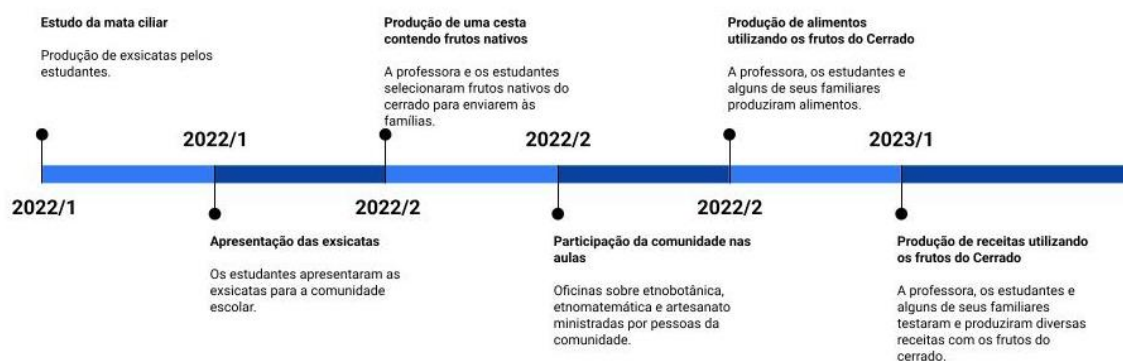 Estudo da mata ciliar
Produção de exsicatas pelos
estudantes.
Produção de uma cesta
contendo frutos nativos
A professora e os estudantes
selecionaram frutos nativos do
cerrado para enviarem às
famílias.
Produção de alimentos
utilizando os frutos do Cerrado
A professora, os estudantes e
alguns de seus familiares
produziram alimentos.
2022/1
2022/2
2023/1
2022/1
2022/2
2022/2
Apresentação das exsicatas
Os estudantes apresentaram as
exsicatas para a comunidade
escolar.
Participação da comunidade nas
aulas
Oficinas sobre etnobotânica,
etnomatemática e artesanato
ministradas por pessoas da
comunidade.
Produção de receitas utilizando
os frutos do Cerrado
A professora, os estudantes e
alguns de seus familiares
testaram e produziram diversas
receitas com os frutos do
cerrado.